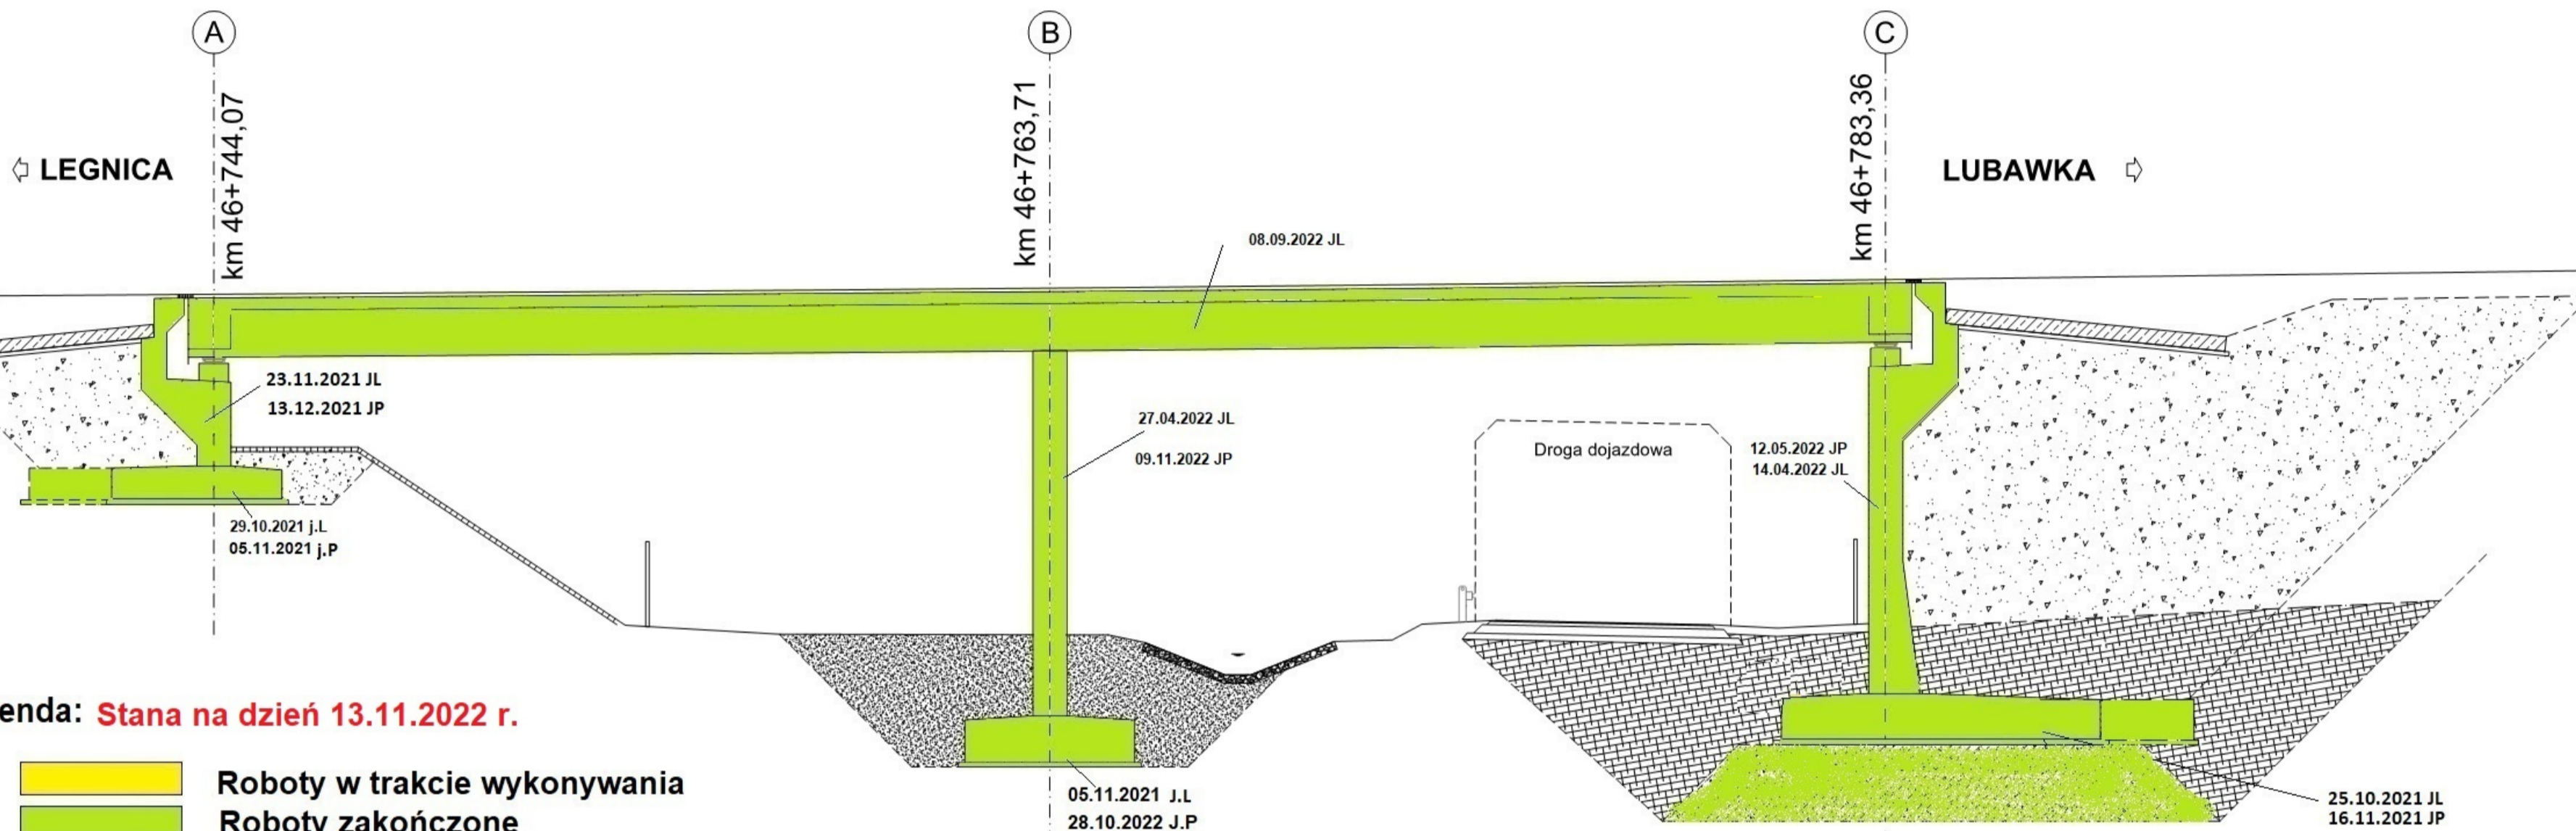 A
B
C
km 46+744,07
km 46+763,71
km 46+783,36
LEGNICA
LUBAWKA
08.09.2022 JL
23.11.2021 JL
13.12.2021 JP
27.04.2022 JL
09.11.2022 JP
Droga dojazdowa
12.05.2022 JP
14.04.2022 JL
29.10.2021 j.L
05.11.2021 j.P
enda: Stana na dzień 13.11.2022 r.
Roboty w trakcie wykonywania
Roboty zakończone
05.11.2021 J.L
28.10.2022 J.P
25.10.2021 JL
16.11.2021 JP